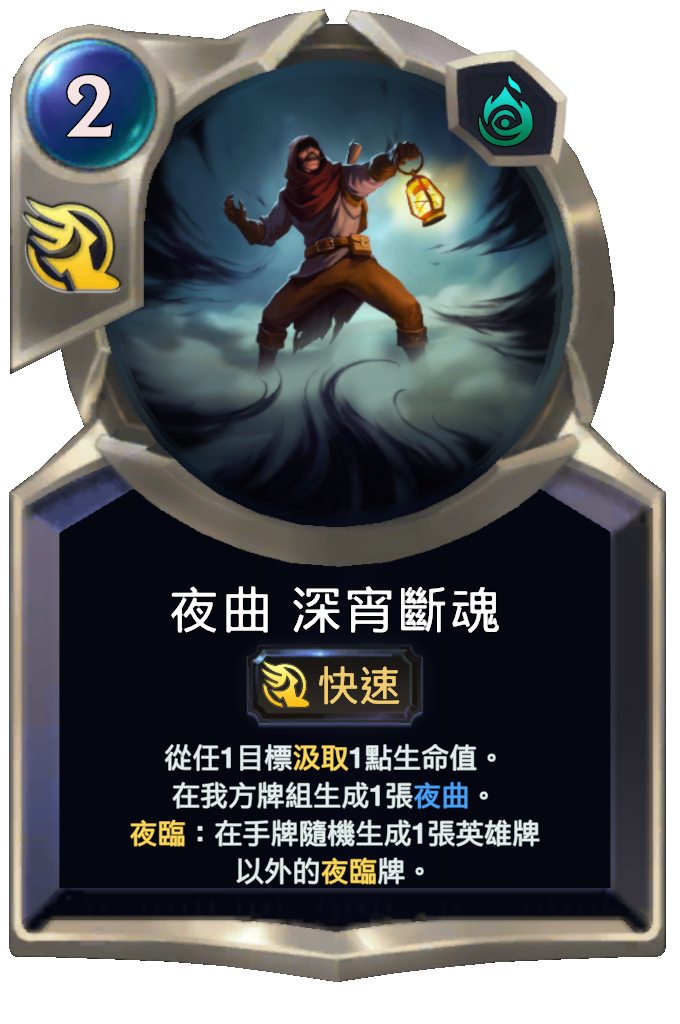 2
夜曲 深宵斷魂
快速
從任1目標汲取1點生命值。
在我方牌組生成1張夜曲。
夜臨：在手牌隨機生成1張英雄牌
以外的夜臨牌。